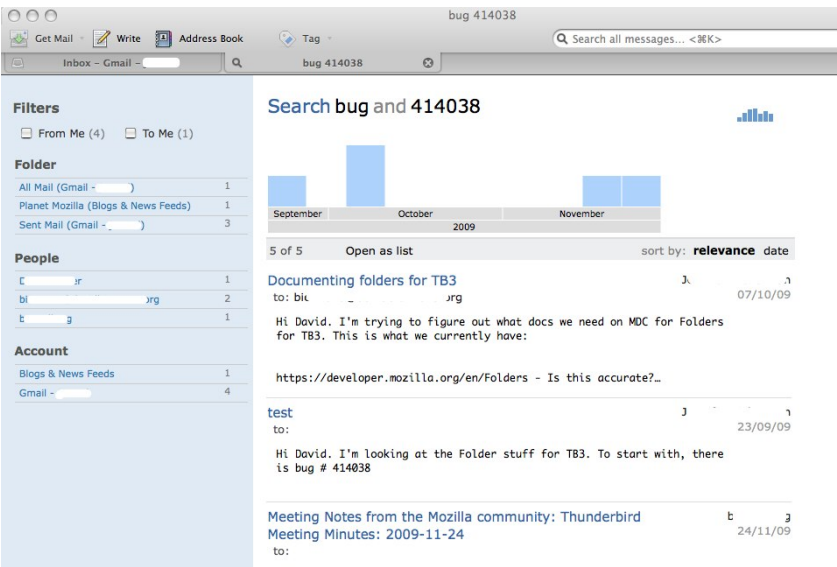 bug 414038
Get Mail Write Address Book Tag Search all messages... <⌘K>
Inbox – Gmail – bug 414038
Filters
From Me (4) To Me (1)
Folder
All Mail (Gmail - ) 1
Planet Mozilla (Blogs & News Feeds) 1
Sent Mail (Gmail - ) 3
People
1
org 2
1
Account
Blogs & News Feeds 1
Gmail - 4
Search bug and 414038
September October November
2009
5 of 5 Open as list sort by: relevance date
Documenting folders for TB3
to: org 07/10/09
Hi David. I'm trying to figure out what docs we need on MDC for Folders
for TB3. This is what we currently have:
https://developer.mozilla.org/en/Folders - Is this accurate?…
test
to: 23/09/09
Hi David. I'm looking at the Folder stuff for TB3. To start with, there
is bug # 414038
Meeting Notes from the Mozilla community: Thunderbird
Meeting Minutes: 2009-11-24 24/11/09
to: